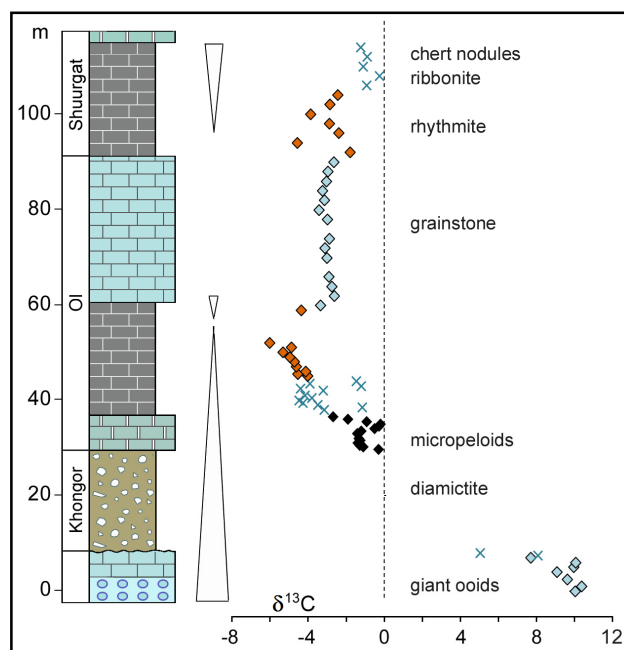 m
100
80
60
40
20
0
Shuurgat
Ol
Khongor
chert nodules
ribbonite
rhythmite
grainstone
micropeloids
diamictite
giant ooids
δ13C
-8 -4 0 4 8 12